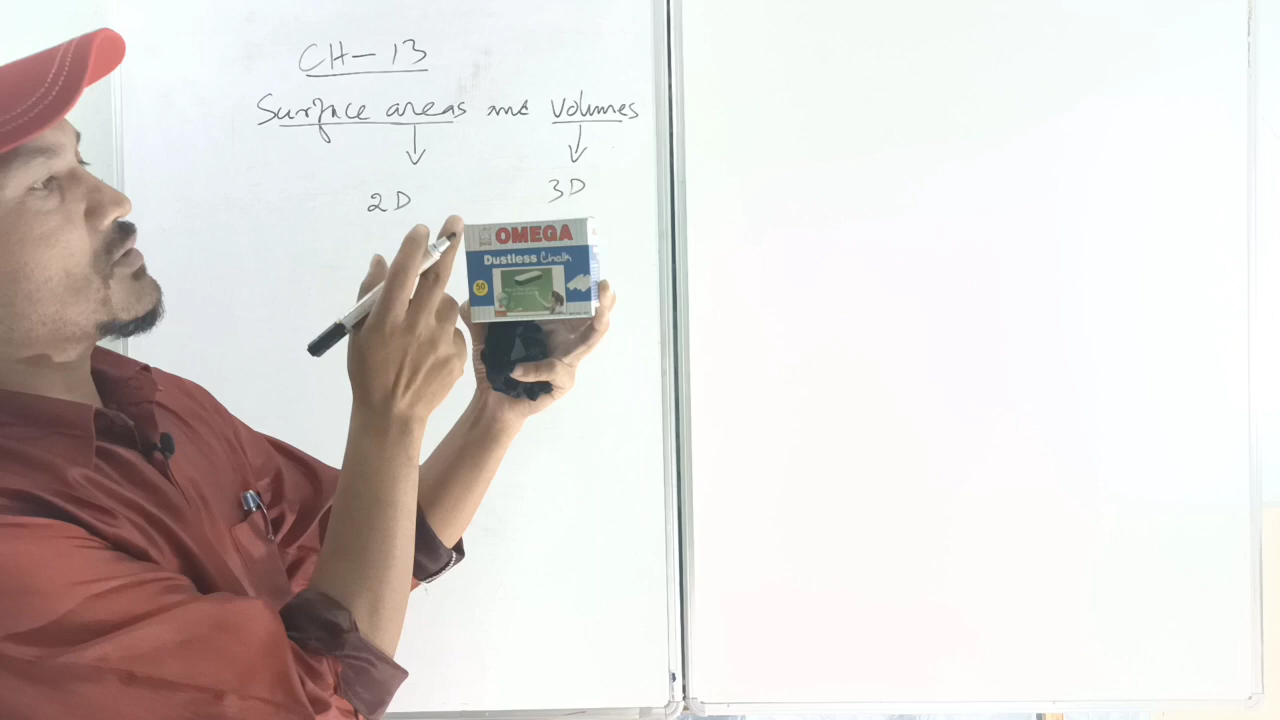 CH-13
Surface areas and Volumes
2D
3D
OMEGA
Dustless Chalk
50